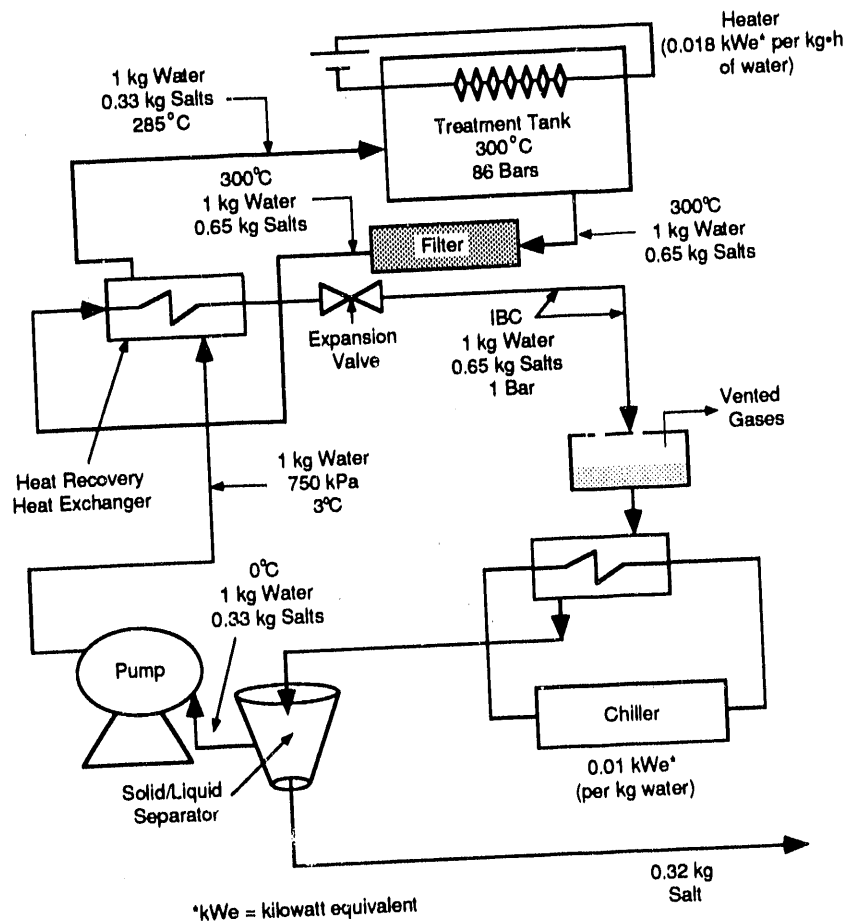 Heater
(0.018 kWe* per kg•h
of water)
1 kg Water
0.33 kg Salts
285°C
Treatment Tank
300°C
86 Bars
300°C
1 kg Water
0.65 kg Salts
Filter
300°C
1 kg Water
0.65 kg Salts
Expansion
Valve
IBC
1 kg Water
0.65 kg Salts
1 Bar
Vented
Gases
Heat Recovery
Heat Exchanger
1 kg Water
750 kPa
3°C
0°C
1 kg Water
0.33 kg Salts
Pump
Chiller
Solid/Liquid
Separator
0.01 kWe*
(per kg water)
0.32 kg
Salt
*kWe = kilowatt equivalent